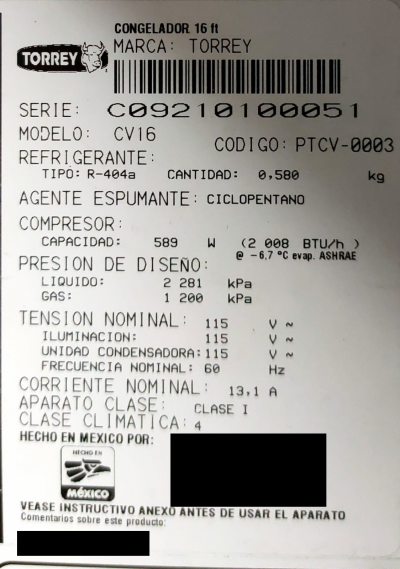 CONGELADOR 16 ft
TORREY
MARCA: TORREY
SERIE: C09210100051
MODELO: CV16
CODIGO: PTCV-0003
REFRIGERANTE:
TIPO: R-404a CANTIDAD: 0,580 kg
AGENTE ESPUMANTE: CICLOPENTANO
COMPRESOR:
CAPACIDAD: 589 W (2 008 BTU/h )
@ -6,7 °C evap. ASHRAE
PRESION DE DISEÑO:
LIQUIDO: 2 281 kPa
GAS: 1 200 kPa
TENSION NOMINAL: 115 V ~
ILUMINACION: 115 V ~
UNIDAD CONDENSADORA: 115 V ~
FRECUENCIA NOMINAL: 60 Hz
CORRIENTE NOMINAL: 13,1 A
APARATO CLASE: CLASE I
CLASE CLIMATICA: 4
HECHO EN MEXICO POR:
HECHO EN
MÉXICO
VEASE INSTRUCTIVO ANEXO ANTES DE USAR EL APARATO
Comentarios sobre este producto: